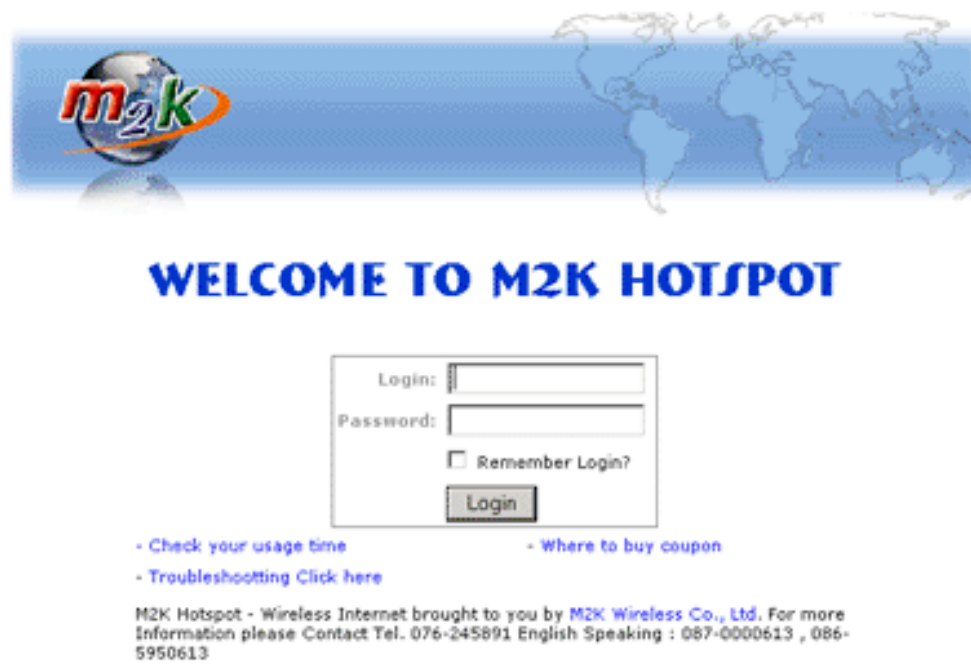 m2k
WELCOME TO M2K HOTSPOT
Login:
Password:
Remember Login?
Login
- Check your usage time
- Where to buy coupon
- Troubleshootting Click here
M2K Hotspot - Wireless Internet brought to you by M2K Wireless Co., Ltd. For more
Information please Contact Tel. 076-245891 English Speaking : 087-0000613 , 086-
5950613